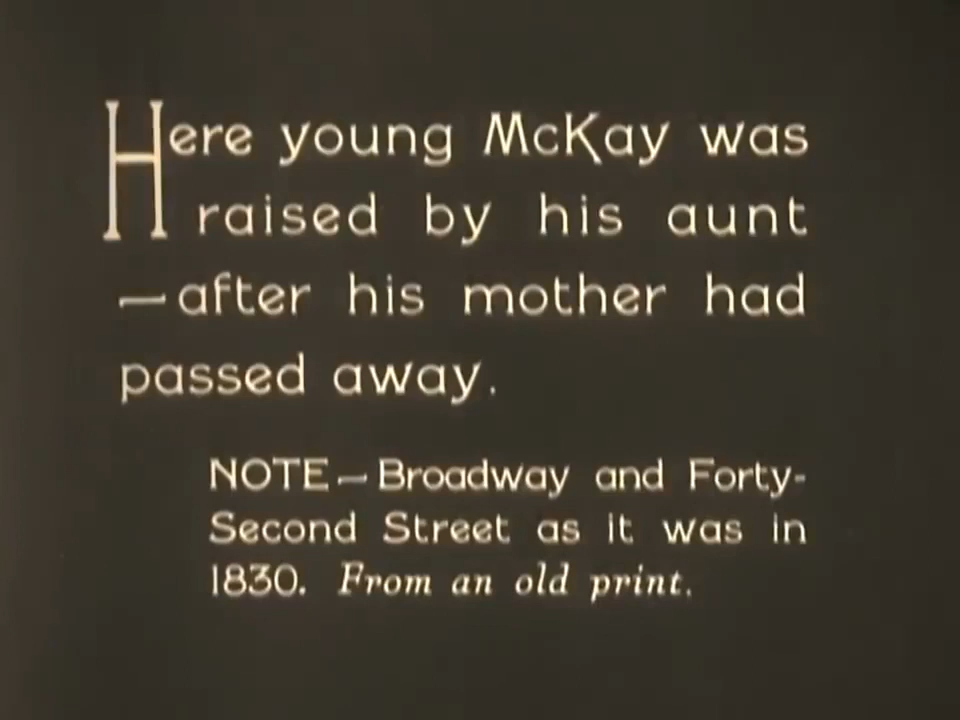 Here young McKay was
raised by his aunt
—after his mother had
passed away.
NOTE—Broadway and Forty-
Second Street as it was in
1830. From an old print.